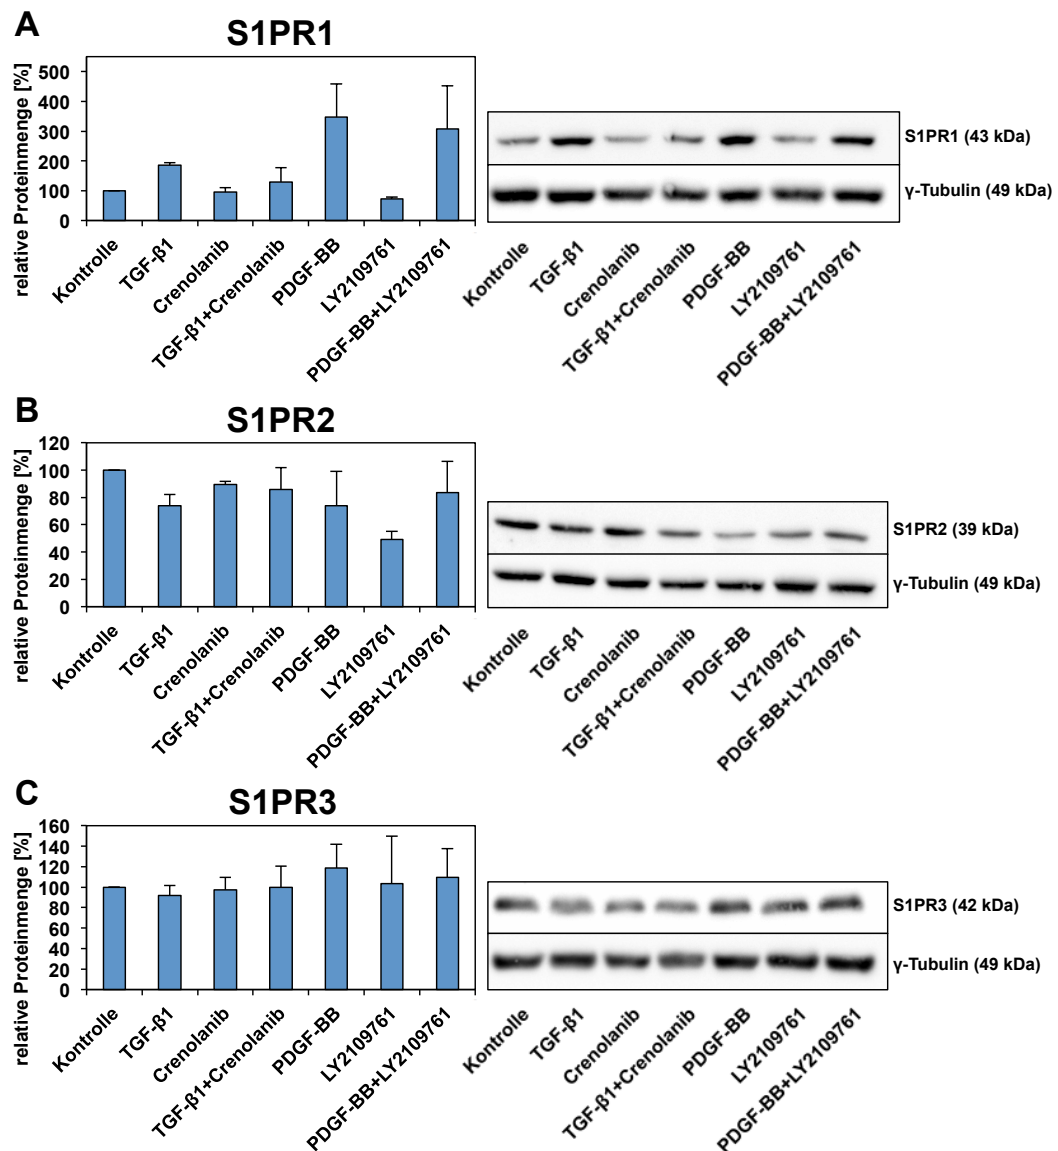 A
S1PR1
relative Proteinmenge [%]
500
400
300
200
100
0
Kontrolle
TGF-β1
Crenolanib
TGF-β1+Crenolanib
PDGF-BB
LY2109761
PDGF-BB+LY2109761
S1PR1 (43 kDa)
γ-Tubulin (49 kDa)
Kontrolle
TGF-β1
Crenolanib
TGF-β1+Crenolanib
PDGF-BB
LY2109761
PDGF-BB+LY2109761
B
S1PR2
relative Proteinmenge [%]
120
100
80
60
40
20
0
Kontrolle
TGF-β1
Crenolanib
TGF-β1+Crenolanib
PDGF-BB
LY2109761
PDGF-BB+LY2109761
S1PR2 (39 kDa)
γ-Tubulin (49 kDa)
Kontrolle
TGF-β1
Crenolanib
TGF-β1+Crenolanib
PDGF-BB
LY2109761
PDGF-BB+LY2109761
C
S1PR3
relative Proteinmenge [%]
160
140
120
100
80
60
40
20
0
Kontrolle
TGF-β1
Crenolanib
TGF-β1+Crenolanib
PDGF-BB
LY2109761
PDGF-BB+LY2109761
S1PR3 (42 kDa)
γ-Tubulin (49 kDa)
Kontrolle
TGF-β1
Crenolanib
TGF-β1+Crenolanib
PDGF-BB
LY2109761
PDGF-BB+LY2109761